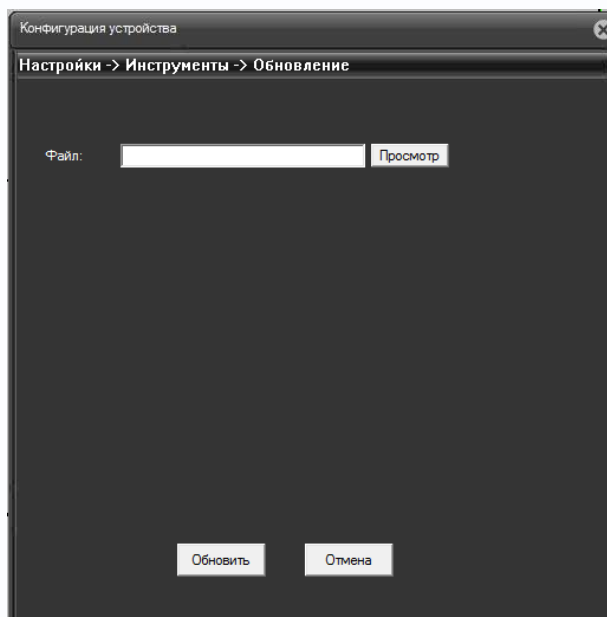 Конфигурация устройства
Настройки -> Инструменты -> Обновление
Файл: Просмотр
Обновить Отмена